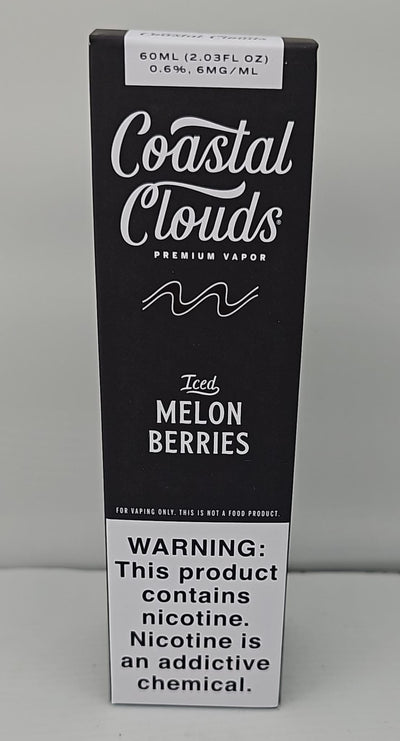 Coastal Clouds
60ML (2.03FL OZ)
0.6%, 6MG/ML
Coastal
Clouds®
PREMIUM VAPOR
Iced
MELON
BERRIES
FOR VAPING ONLY. THIS IS NOT A FOOD PRODUCT.
WARNING:
This product
contains
nicotine.
Nicotine is
an addictive
chemical.